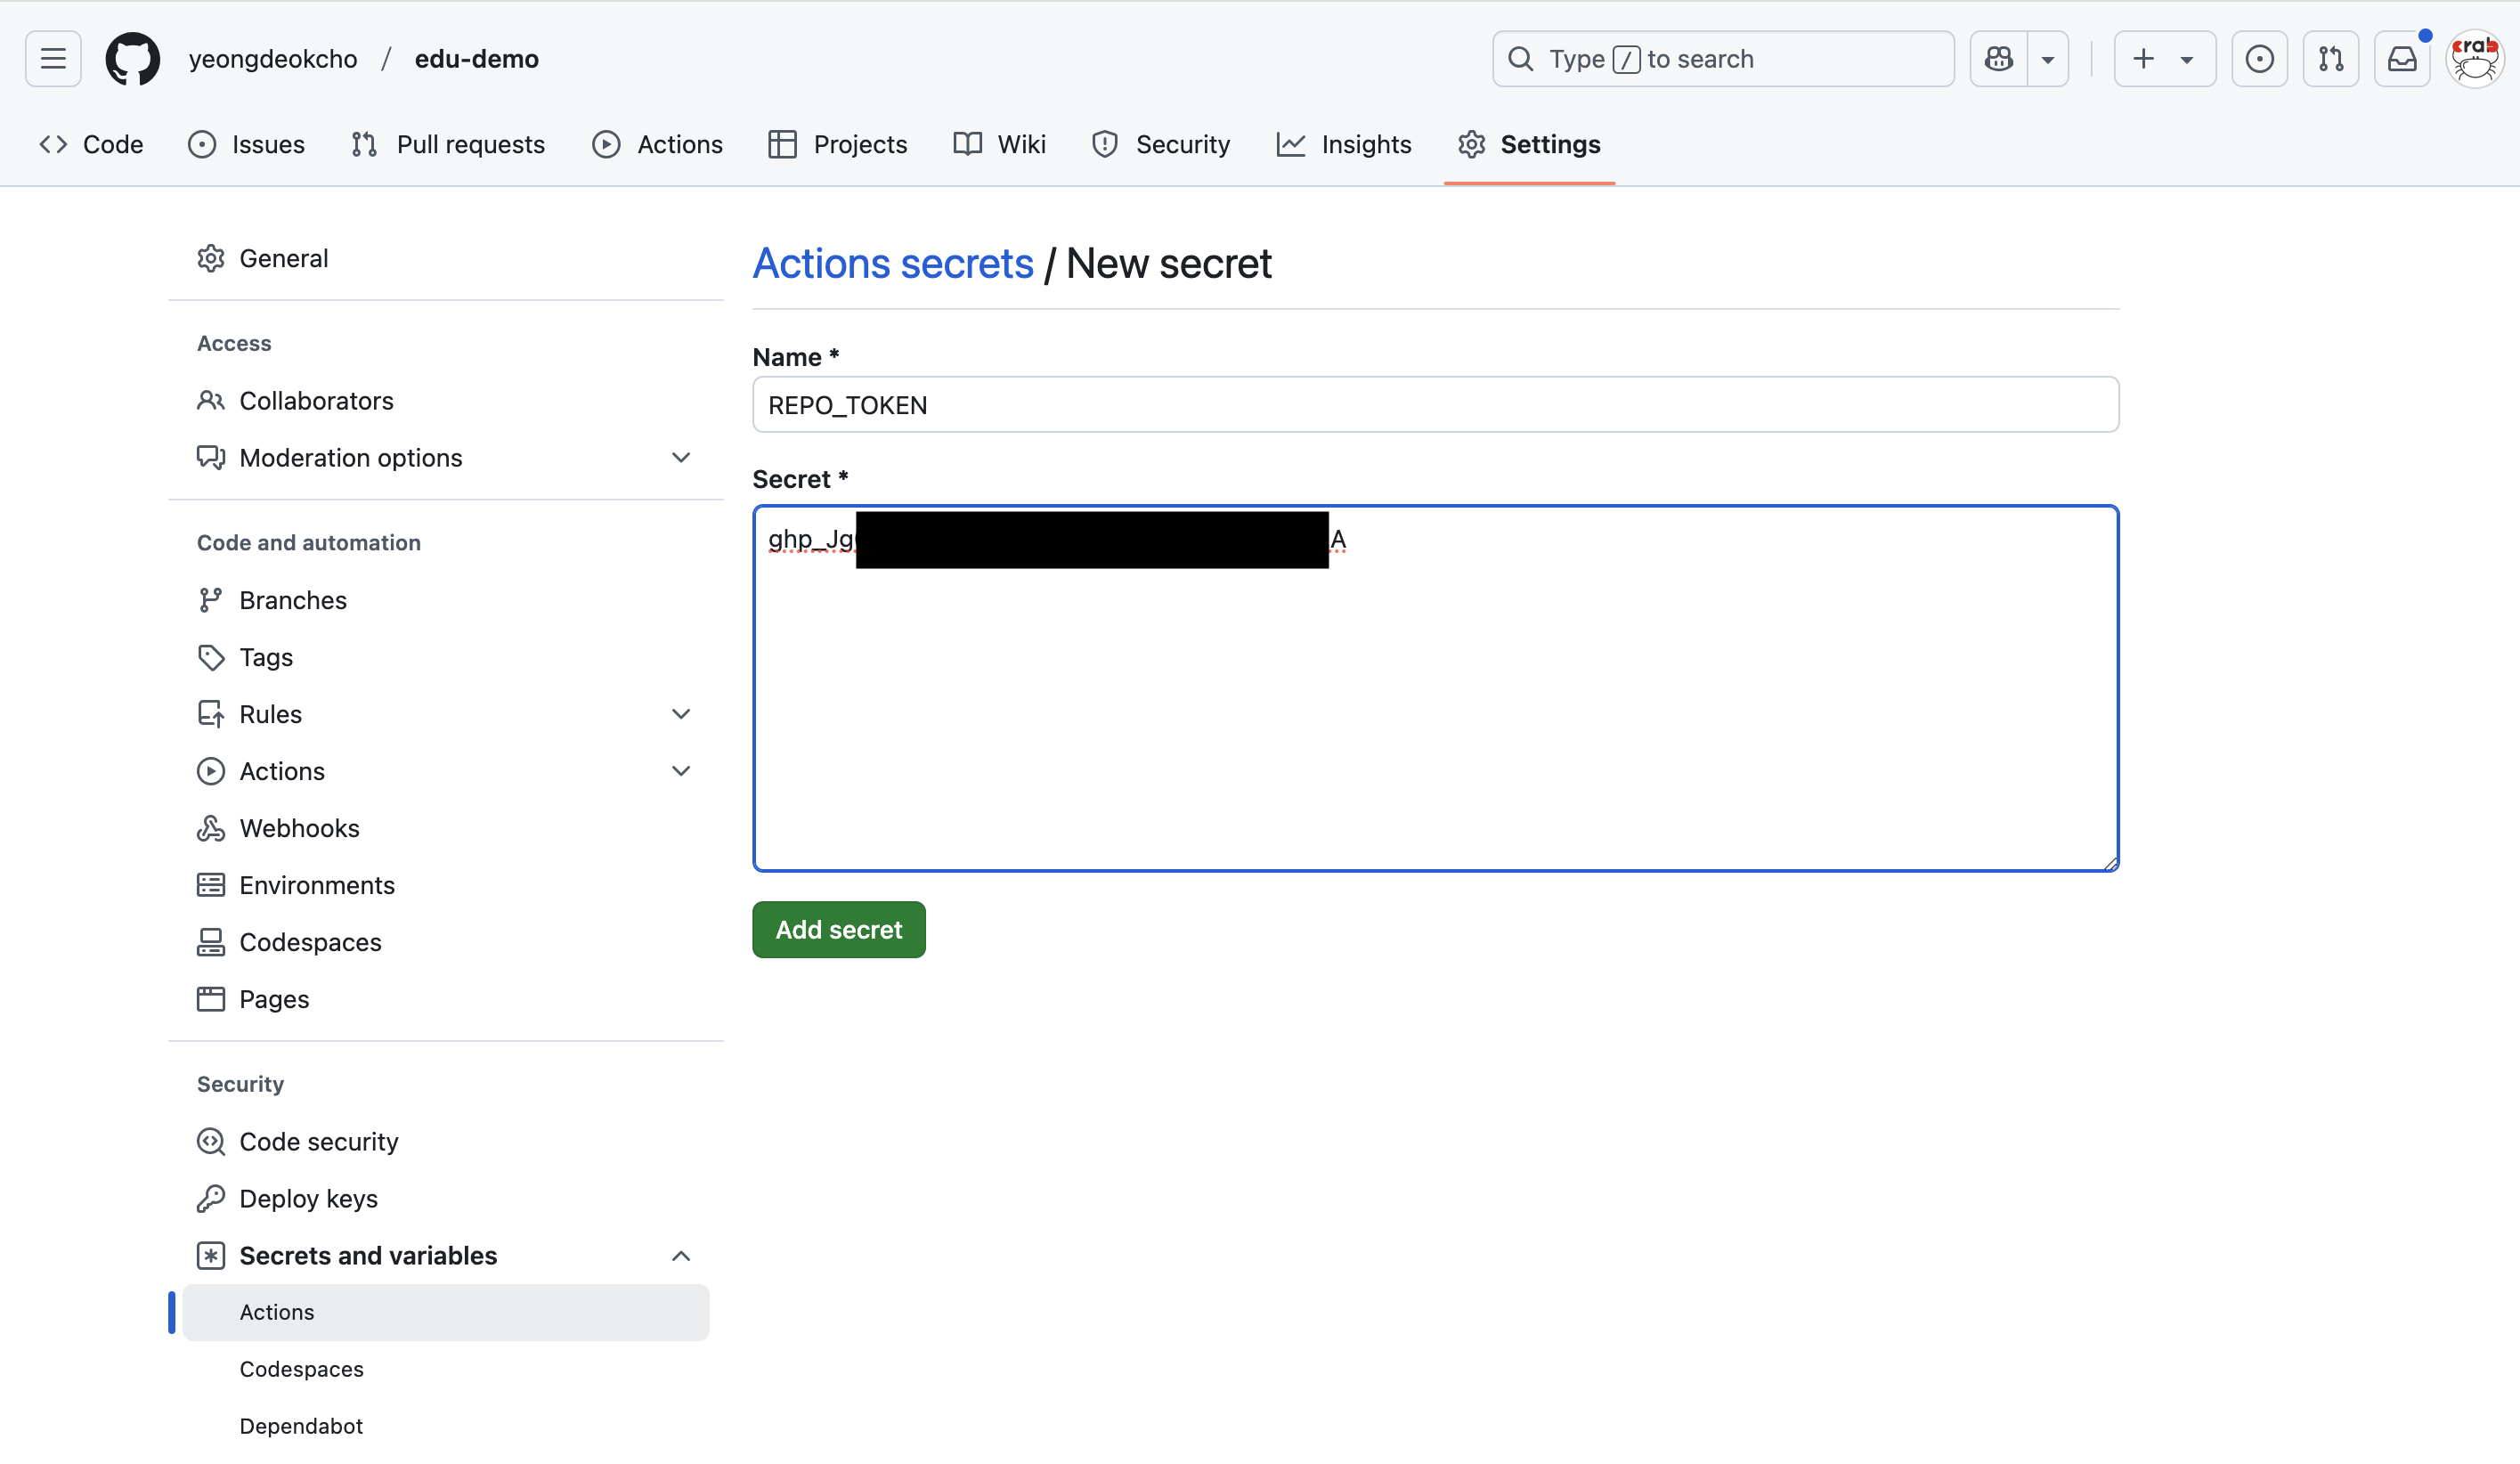 yeongdeokcho / edu-demo
Type / to search
Code
Issues
Pull requests
Actions
Projects
Wiki
Security
Insights
Settings
General
Access
Collaborators
Moderation options
Code and automation
Branches
Tags
Rules
Actions
Webhooks
Environments
Codespaces
Pages
Security
Code security
Deploy keys
Secrets and variables
Actions
Codespaces
Dependabot
Actions secrets / New secret
Name *
REPO_TOKEN
Secret *
ghp_Jg A
Add secret
crab